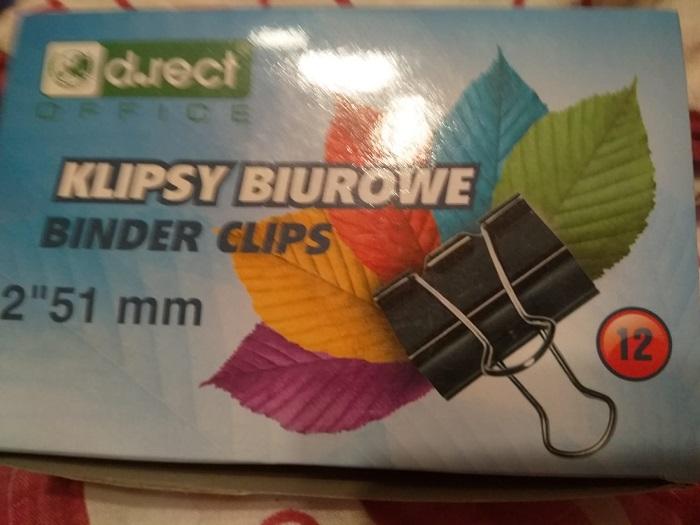 d.rect
OFFICE
KLIPSY BIUROWE
BINDER CLIPS
2"51 mm
12